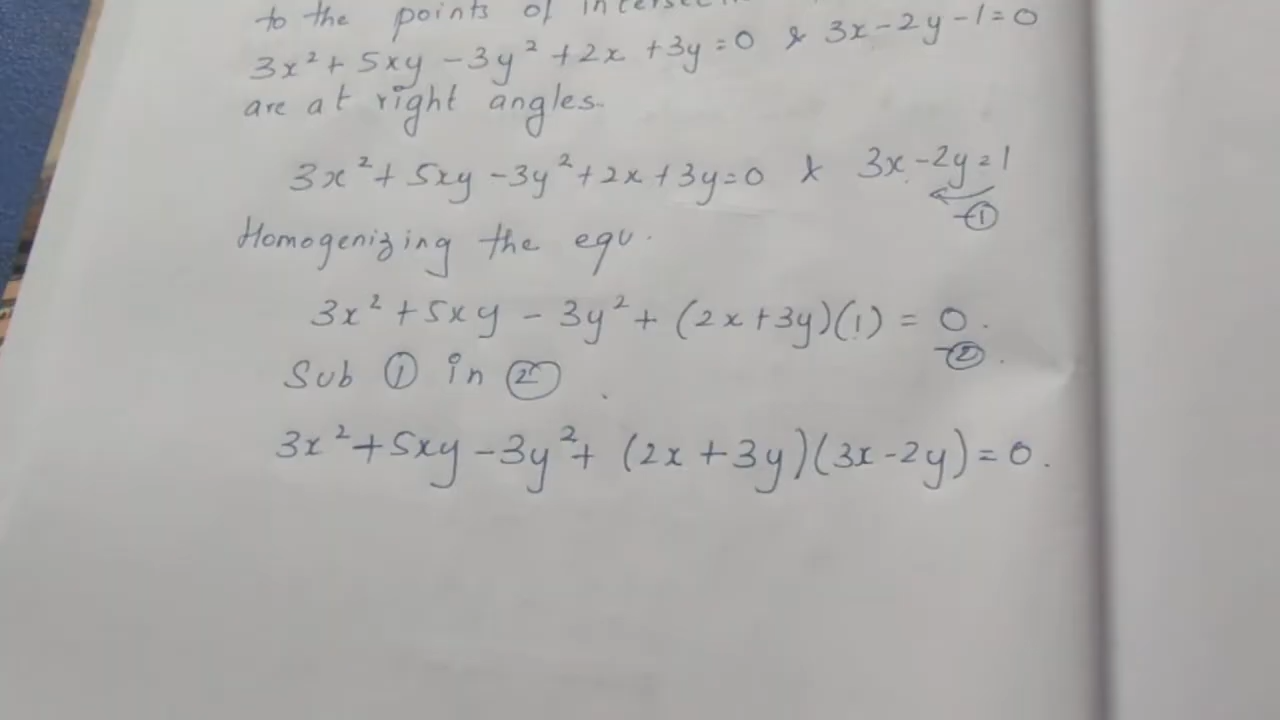 to the points of
3x² + 5xy - 3y² + 2x + 3y = 0 & 3x - 2y - 1 = 0
are at right angles.
3x² + 5xy - 3y² + 2x + 3y = 0 & 3x - 2y = 1
①
Homogenizing the equ.
3x² + 5xy - 3y² + (2x + 3y)(1) = 0.
②.
Sub ① in ②.
3x² + 5xy - 3y² + (2x + 3y)(3x - 2y) = 0.